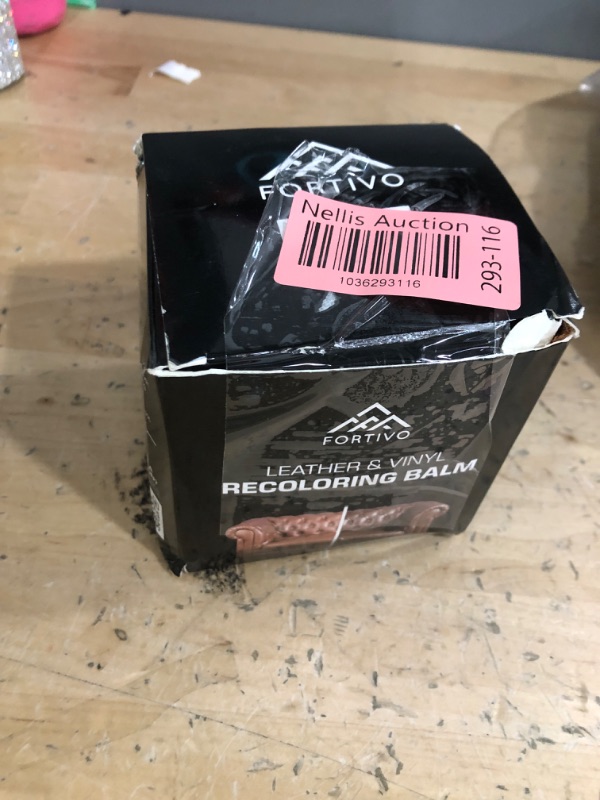 FORTIVO
Nellis Auction
1036293116
293-116
FORTIVO
LEATHER & VINYL
RECOLORING BALM